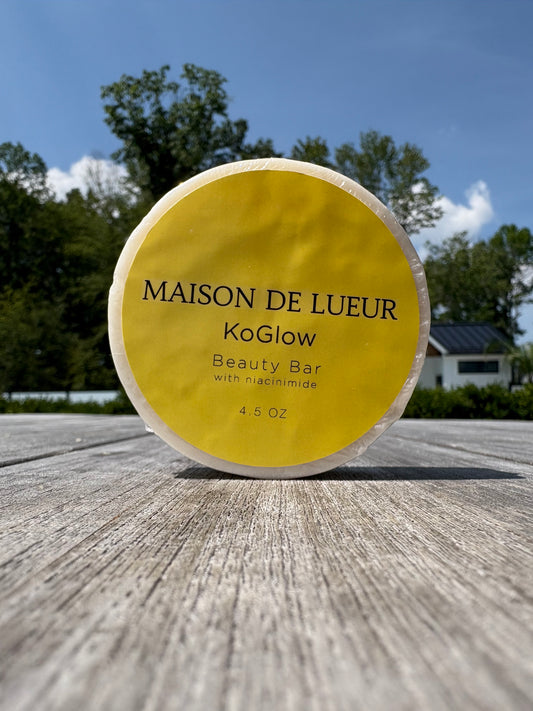 MAISON DE LUEUR
KoGlow
Beauty Bar
with niacinimide
4.5 OZ